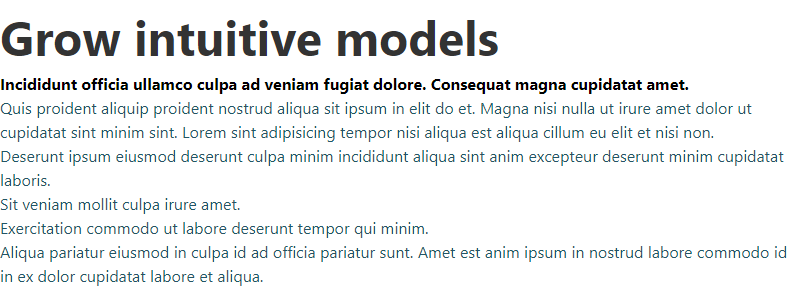 Grow intuitive models
Incididunt officia ullamco culpa ad veniam fugiat dolore. Consequat magna cupidatat amet.
Quis proident aliquip proident nostrud aliqua sit ipsum in elit do et. Magna nisi nulla ut irure amet dolor ut
cupidatat sint minim sint. Lorem sint adipisicing tempor nisi aliqua est aliqua cillum eu elit et nisi non.
Deserunt ipsum eiusmod deserunt culpa minim incididunt aliqua sint anim excepteur deserunt minim cupidatat
laboris.
Sit veniam mollit culpa irure amet.
Exercitation commodo ut labore deserunt tempor qui minim.
Aliqua pariatur eiusmod in culpa id ad officia pariatur sunt. Amet est anim ipsum in nostrud labore commodo id
in ex dolor cupidatat labore et aliqua.